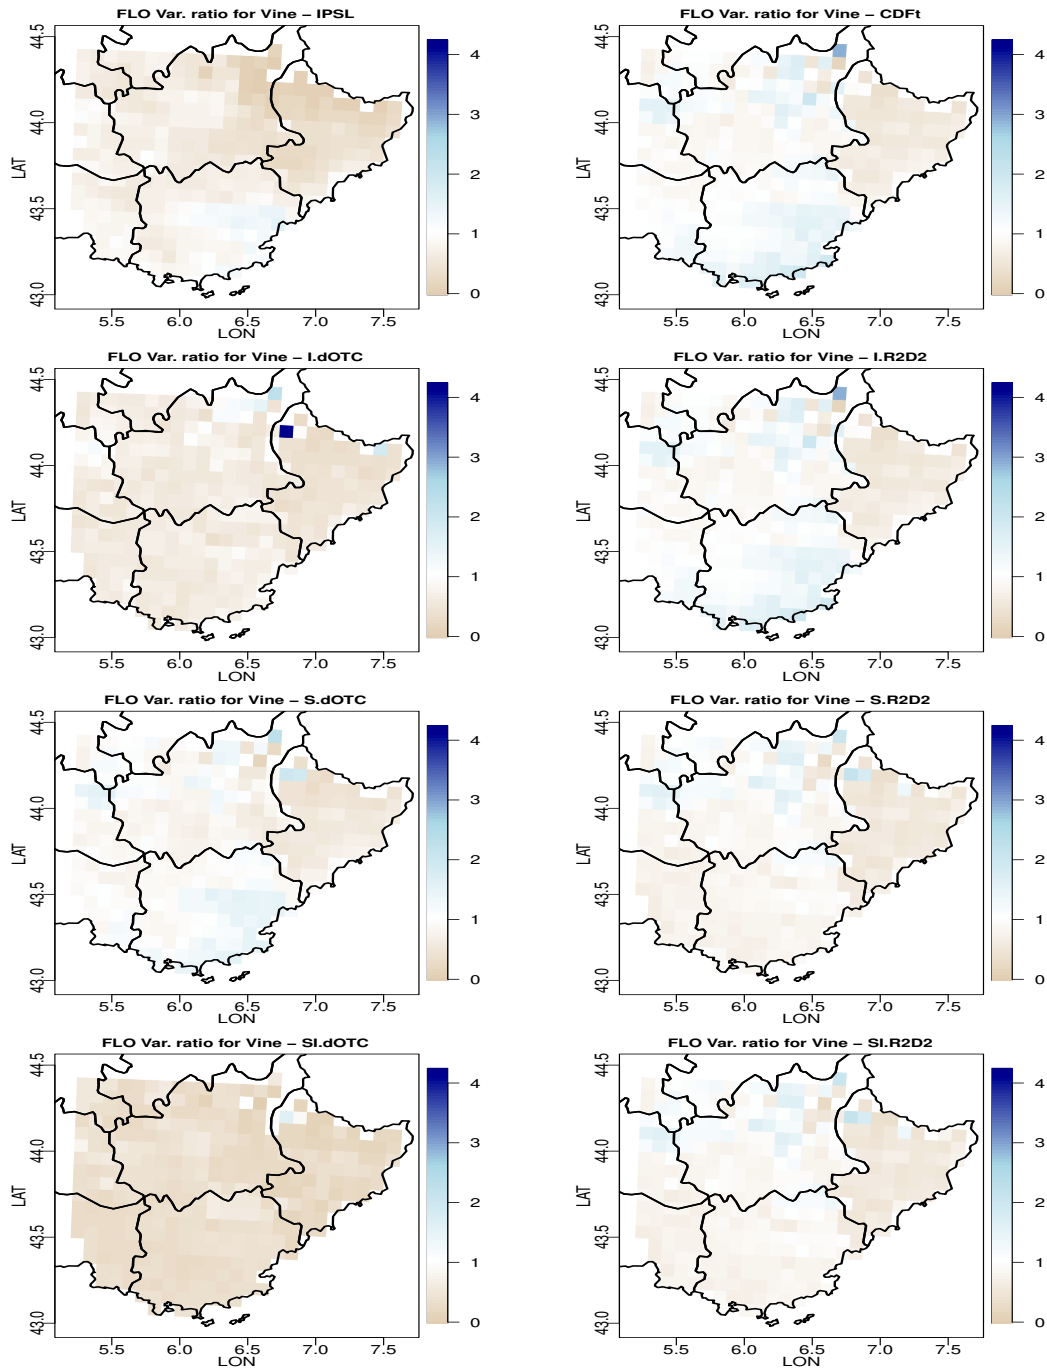 FLO Var. ratio for Vine – IPSL
LAT
44.5
44.0
43.5
43.0
5.5 6.0 6.5 7.0 7.5
LON
4
3
2
1
0
FLO Var. ratio for Vine – CDFt
LAT
44.5
44.0
43.5
43.0
5.5 6.0 6.5 7.0 7.5
LON
4
3
2
1
0
FLO Var. ratio for Vine – I.dOTC
LAT
44.5
44.0
43.5
43.0
5.5 6.0 6.5 7.0 7.5
LON
4
3
2
1
0
FLO Var. ratio for Vine – I.R2D2
LAT
44.5
44.0
43.5
43.0
5.5 6.0 6.5 7.0 7.5
LON
4
3
2
1
0
FLO Var. ratio for Vine – S.dOTC
LAT
44.5
44.0
43.5
43.0
5.5 6.0 6.5 7.0 7.5
LON
4
3
2
1
0
FLO Var. ratio for Vine – S.R2D2
LAT
44.5
44.0
43.5
43.0
5.5 6.0 6.5 7.0 7.5
LON
4
3
2
1
0
FLO Var. ratio for Vine – SI.dOTC
LAT
44.5
44.0
43.5
43.0
5.5 6.0 6.5 7.0 7.5
LON
4
3
2
1
0
FLO Var. ratio for Vine – SI.R2D2
LAT
44.5
44.0
43.5
43.0
5.5 6.0 6.5 7.0 7.5
LON
4
3
2
1
0